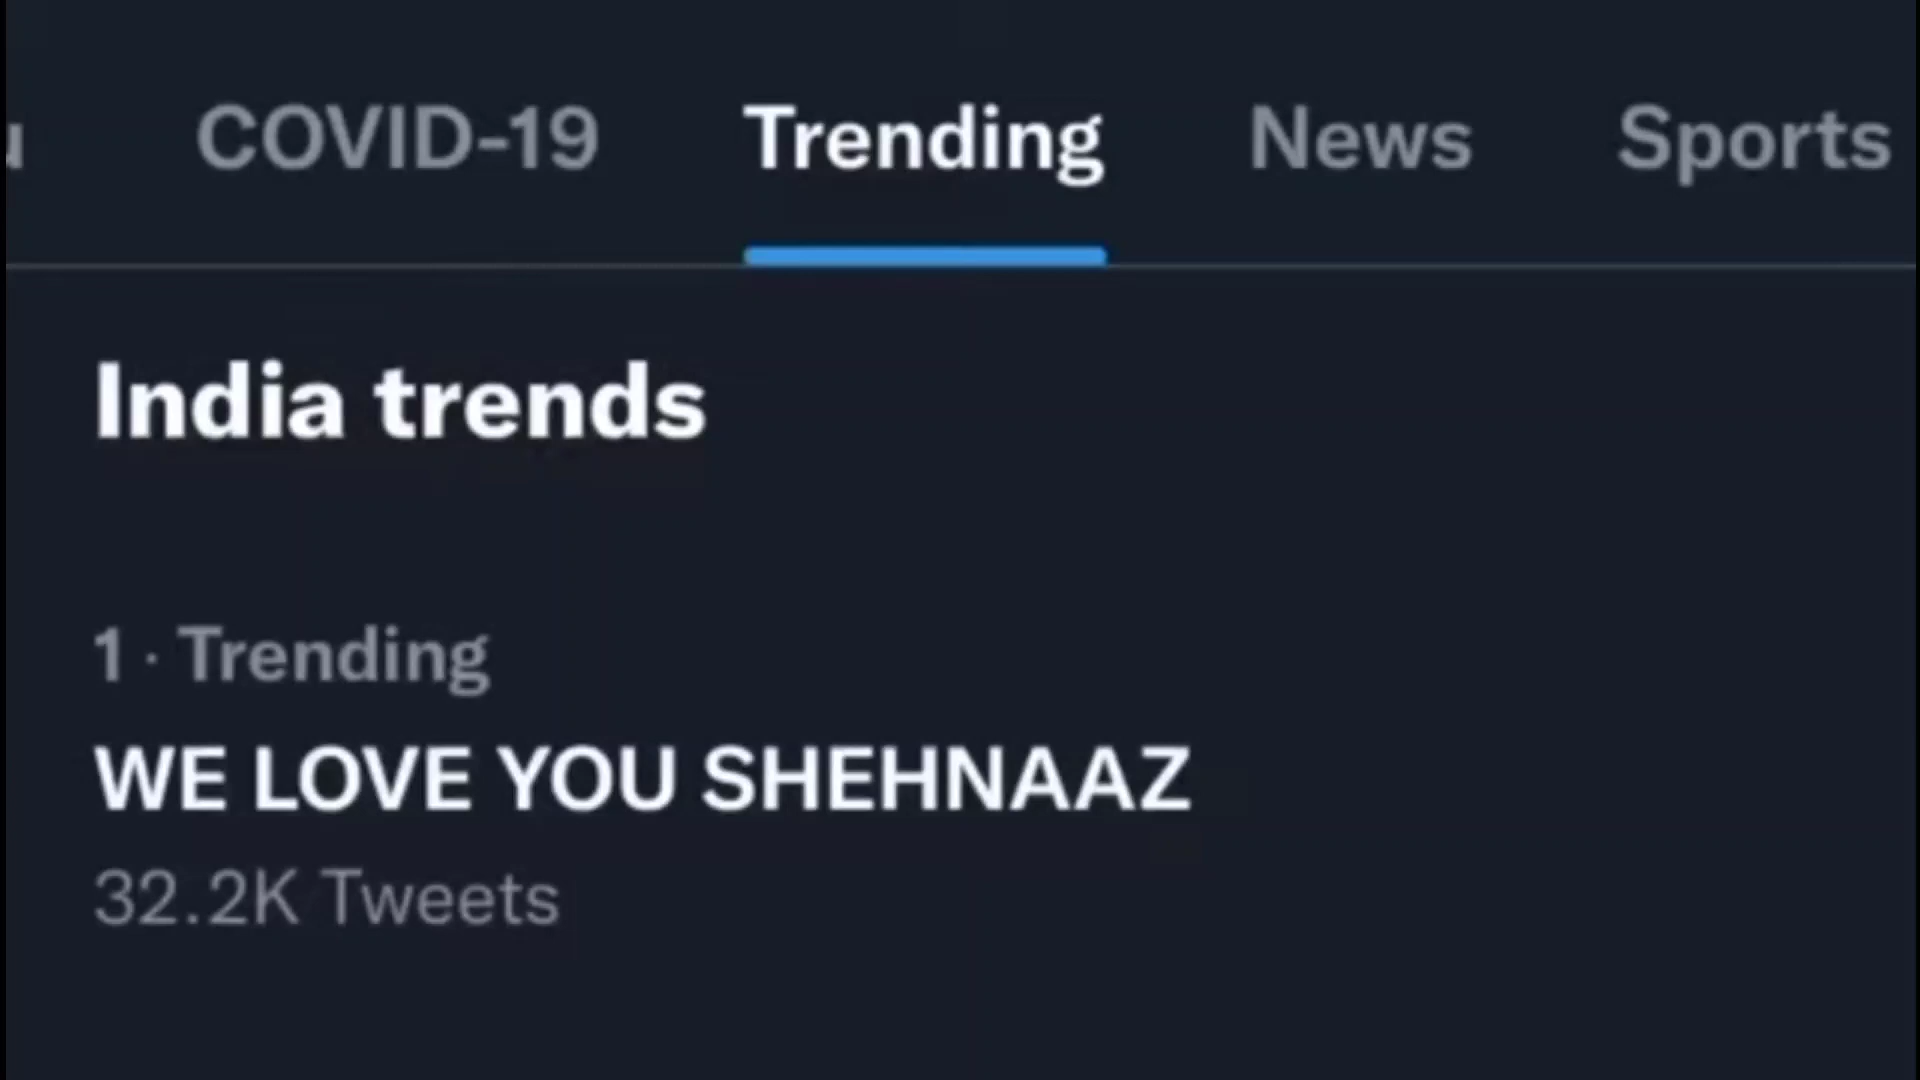 COVID-19 Trending News Sports
India trends
1 · Trending
WE LOVE YOU SHEHNAAZ
32.2K Tweets